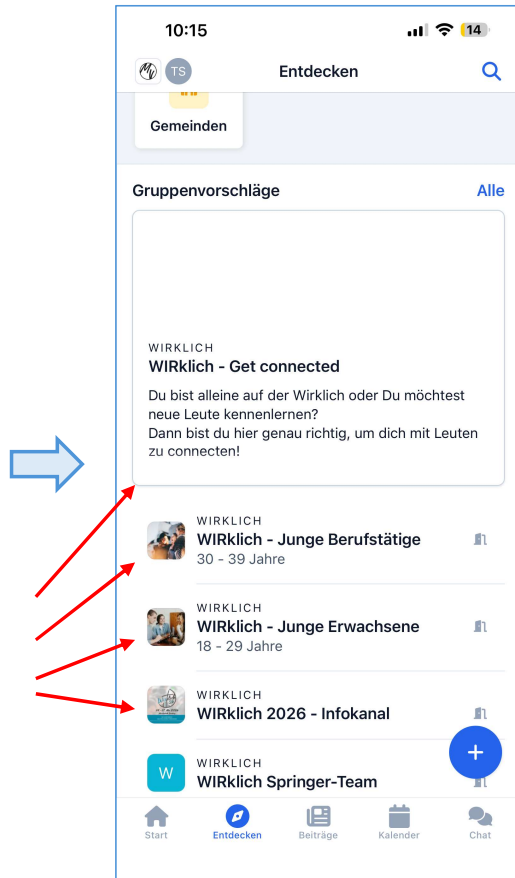 10:15
14
TS
Entdecken
Gemeinden
Gruppenvorschläge
Alle
WIRKLICH
WIRklich - Get connected
Du bist alleine auf der Wirklich oder Du möchtest
neue Leute kennenlernen?
Dann bist du hier genau richtig, um dich mit Leuten
zu connecten!
WIRKLICH
WIRklich - Junge Berufstätige
30 - 39 Jahre
WIRKLICH
WIRklich - Junge Erwachsene
18 - 29 Jahre
WIRKLICH
WIRklich 2026 - Infokanal
W
WIRKLICH
WIRklich Springer-Team
+
Start
Entdecken
Beiträge
Kalender
Chat